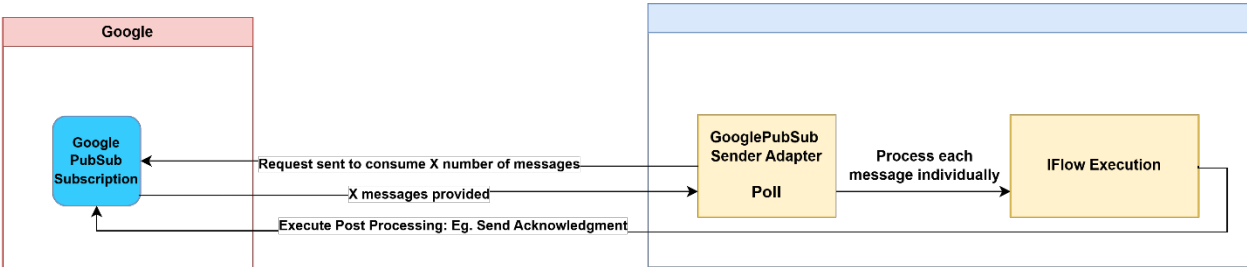 Google
Google
PubSub
Subscription
Request sent to consume X number of messages
X messages provided
Execute Post Processing: Eg. Send Acknowledgment
GooglePubSub
Sender Adapter
Poll
Process each
message individually
IFlow Execution